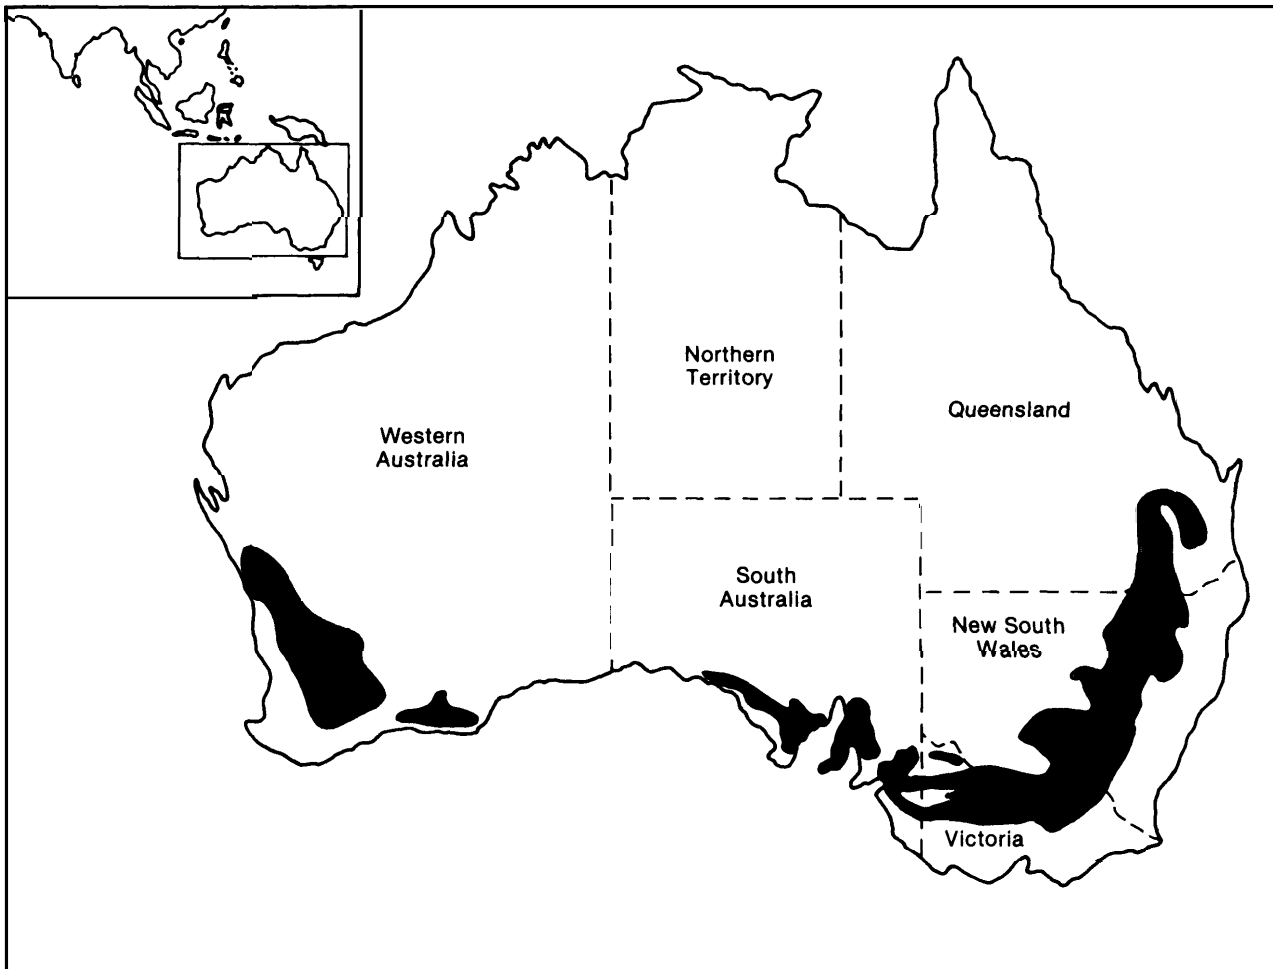 Northern
Territory
Queensland
Western
Australia
South
Australia
New South
Wales
Victoria